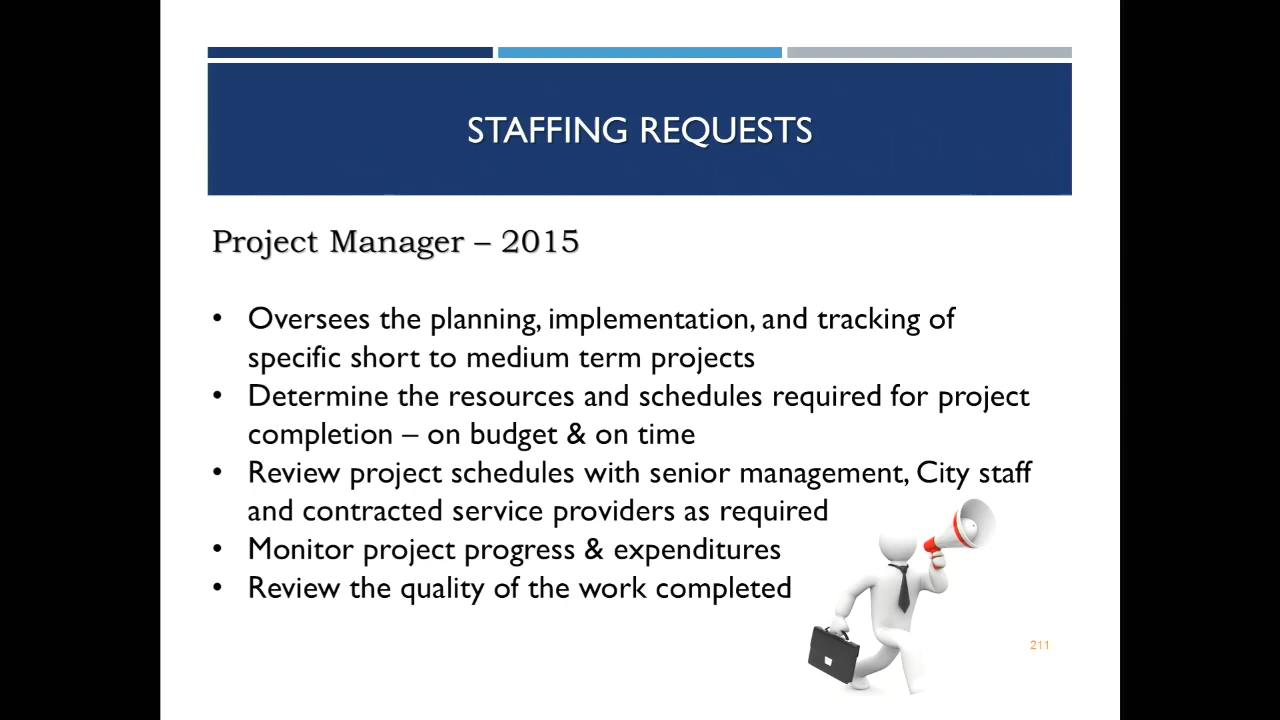 STAFFING REQUESTS
Project Manager – 2015
• Oversees the planning, implementation, and tracking of
specific short to medium term projects
• Determine the resources and schedules required for project
completion – on budget & on time
• Review project schedules with senior management, City staff
and contracted service providers as required
• Monitor project progress & expenditures
• Review the quality of the work completed
211